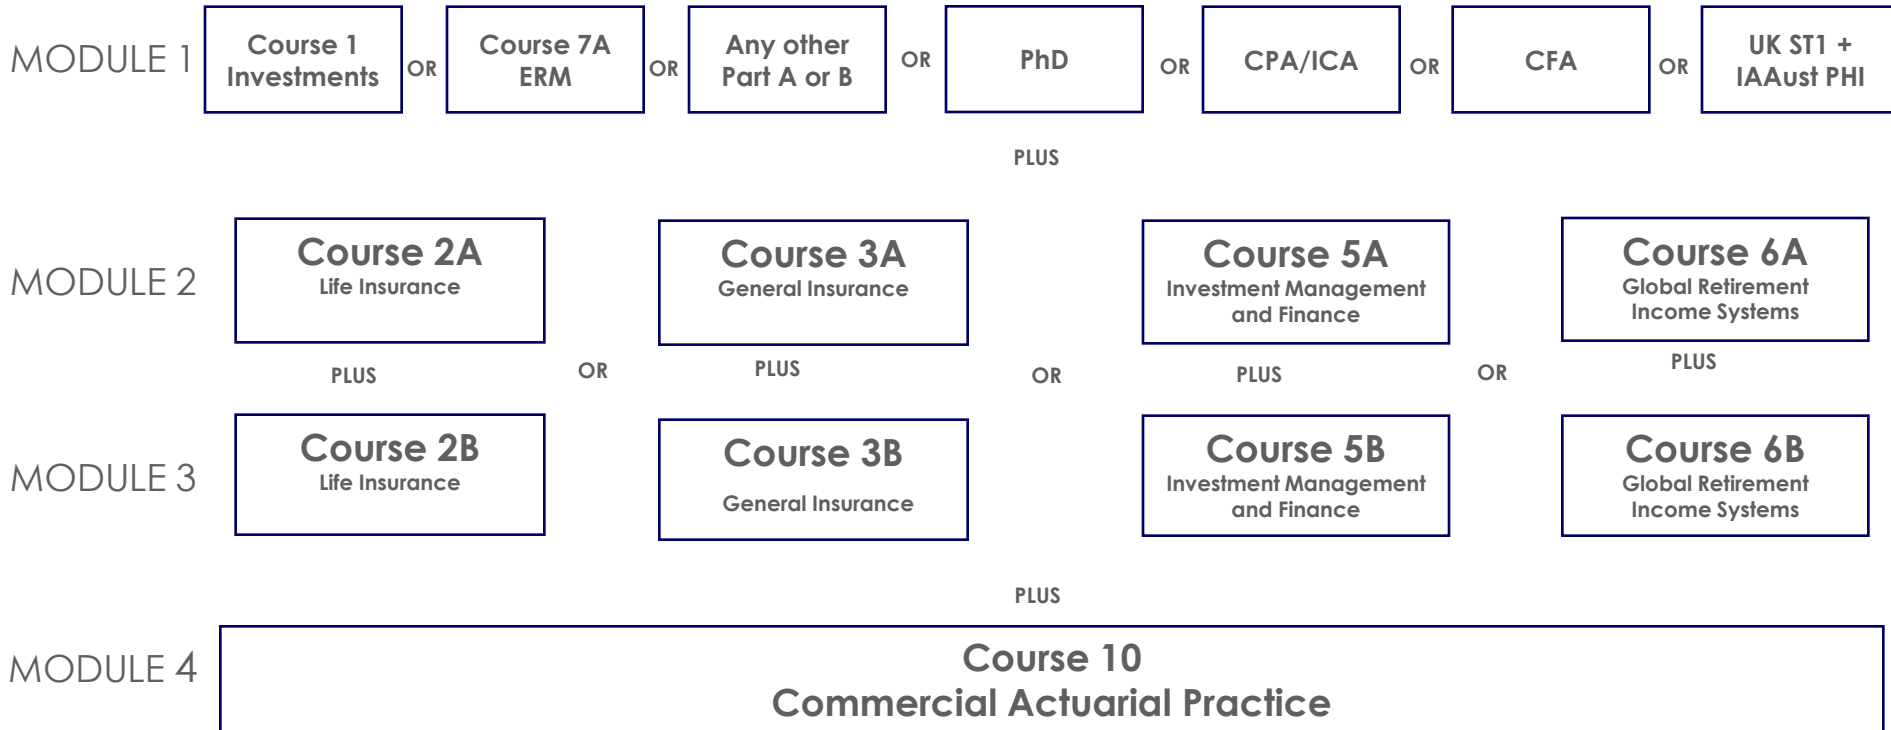 MODULE 1
Course 1
Investments
OR
Course 7A
ERM
OR
Any other
Part A or B
OR
PhD
OR
CPA/ICA
OR
CFA
OR
UK ST1 +
IAAust PHI
PLUS
MODULE 2
Course 2A
Life Insurance
Course 3A
General Insurance
Course 5A
Investment Management
and Finance
Course 6A
Global Retirement
Income Systems
PLUS
OR
PLUS
OR
PLUS
OR
PLUS
MODULE 3
Course 2B
Life Insurance
Course 3B
General Insurance
Course 5B
Investment Management
and Finance
Course 6B
Global Retirement
Income Systems
PLUS
MODULE 4
Course 10
Commercial Actuarial Practice